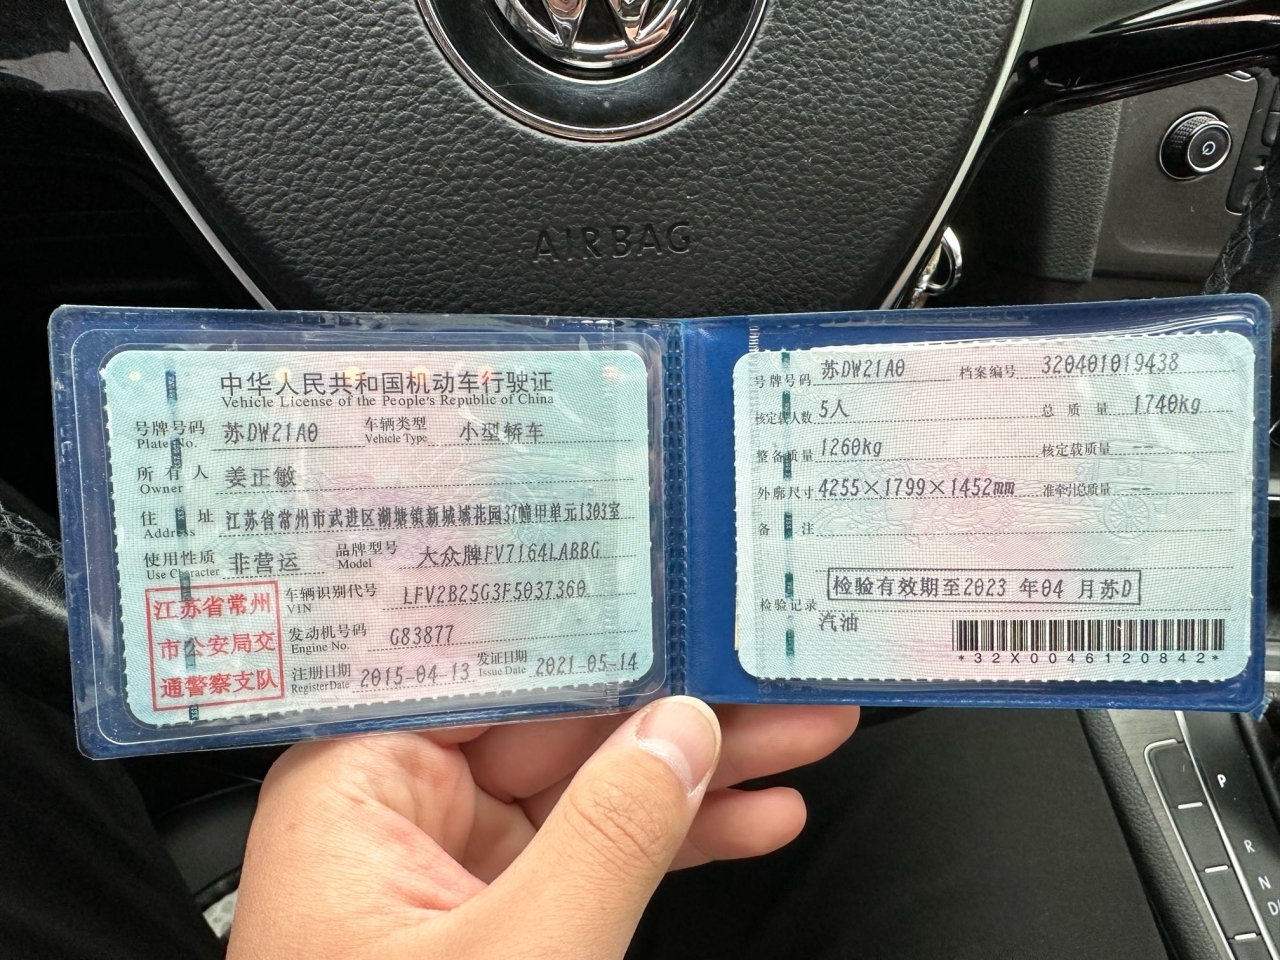 AIRBAG
中华人民共和国机动车行驶证
Vehicle License of the People's Republic of China
号牌号码 苏DW21A0 车辆类型 小型轿车
Plate No. Vehicle Type
所有人 姜正敏
Owner
住址 江苏省常州市武进区湖塘镇新城域花园37幢甲单元1303室
Address
使用性质 非营运 品牌型号 大众牌FV7164LABBG
Use Character Model
江苏省常州
市公安局交
通警察支队
车辆识别代号 LFV2B25G3F5037360
VIN
发动机号码 G83877
Engine No.
注册日期 2015-04-13 发证日期 2021-05-14
Register Date Issue Date
号牌号码 苏DW21A0 档案编号 320401019438
核定载人数 5人 总质量 1740kg
整备质量 1260kg 核定载质量 --
外廓尺寸 4255×1799×1452mm 准牵引总质量 --
备注
检验有效期至2023 年04 月苏D
检验记录
汽油
*32X0046120842*
P
R
N